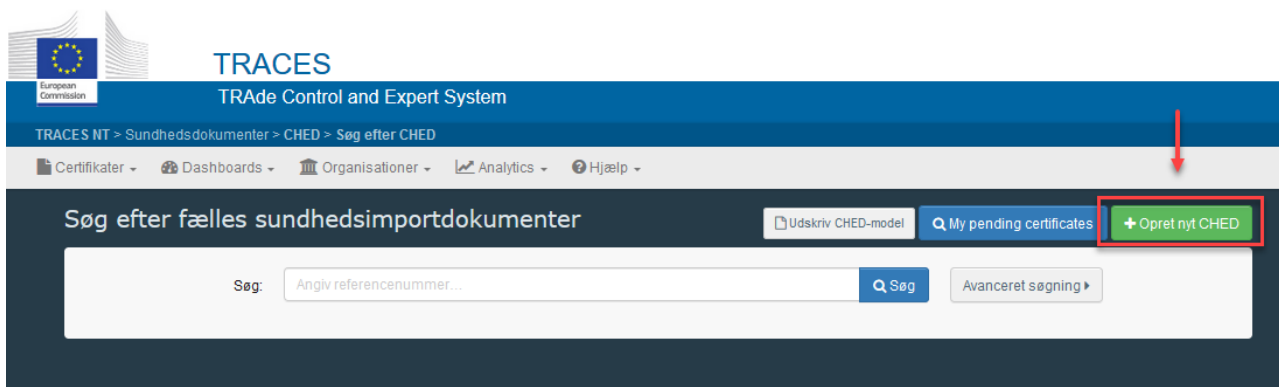 TRACES
European
Commission
TRAde Control and Expert System
TRACES NT > Sundhedsdokumenter > CHED > Søg efter CHED
Certifikater Dashboards Organisationer Analytics Hjælp
Søg efter fælles sundhedsimportdokumenter
Udskriv CHED-model My pending certificates + Opret nyt CHED
Søg: Angiv referencenummer... Søg Avanceret søgning